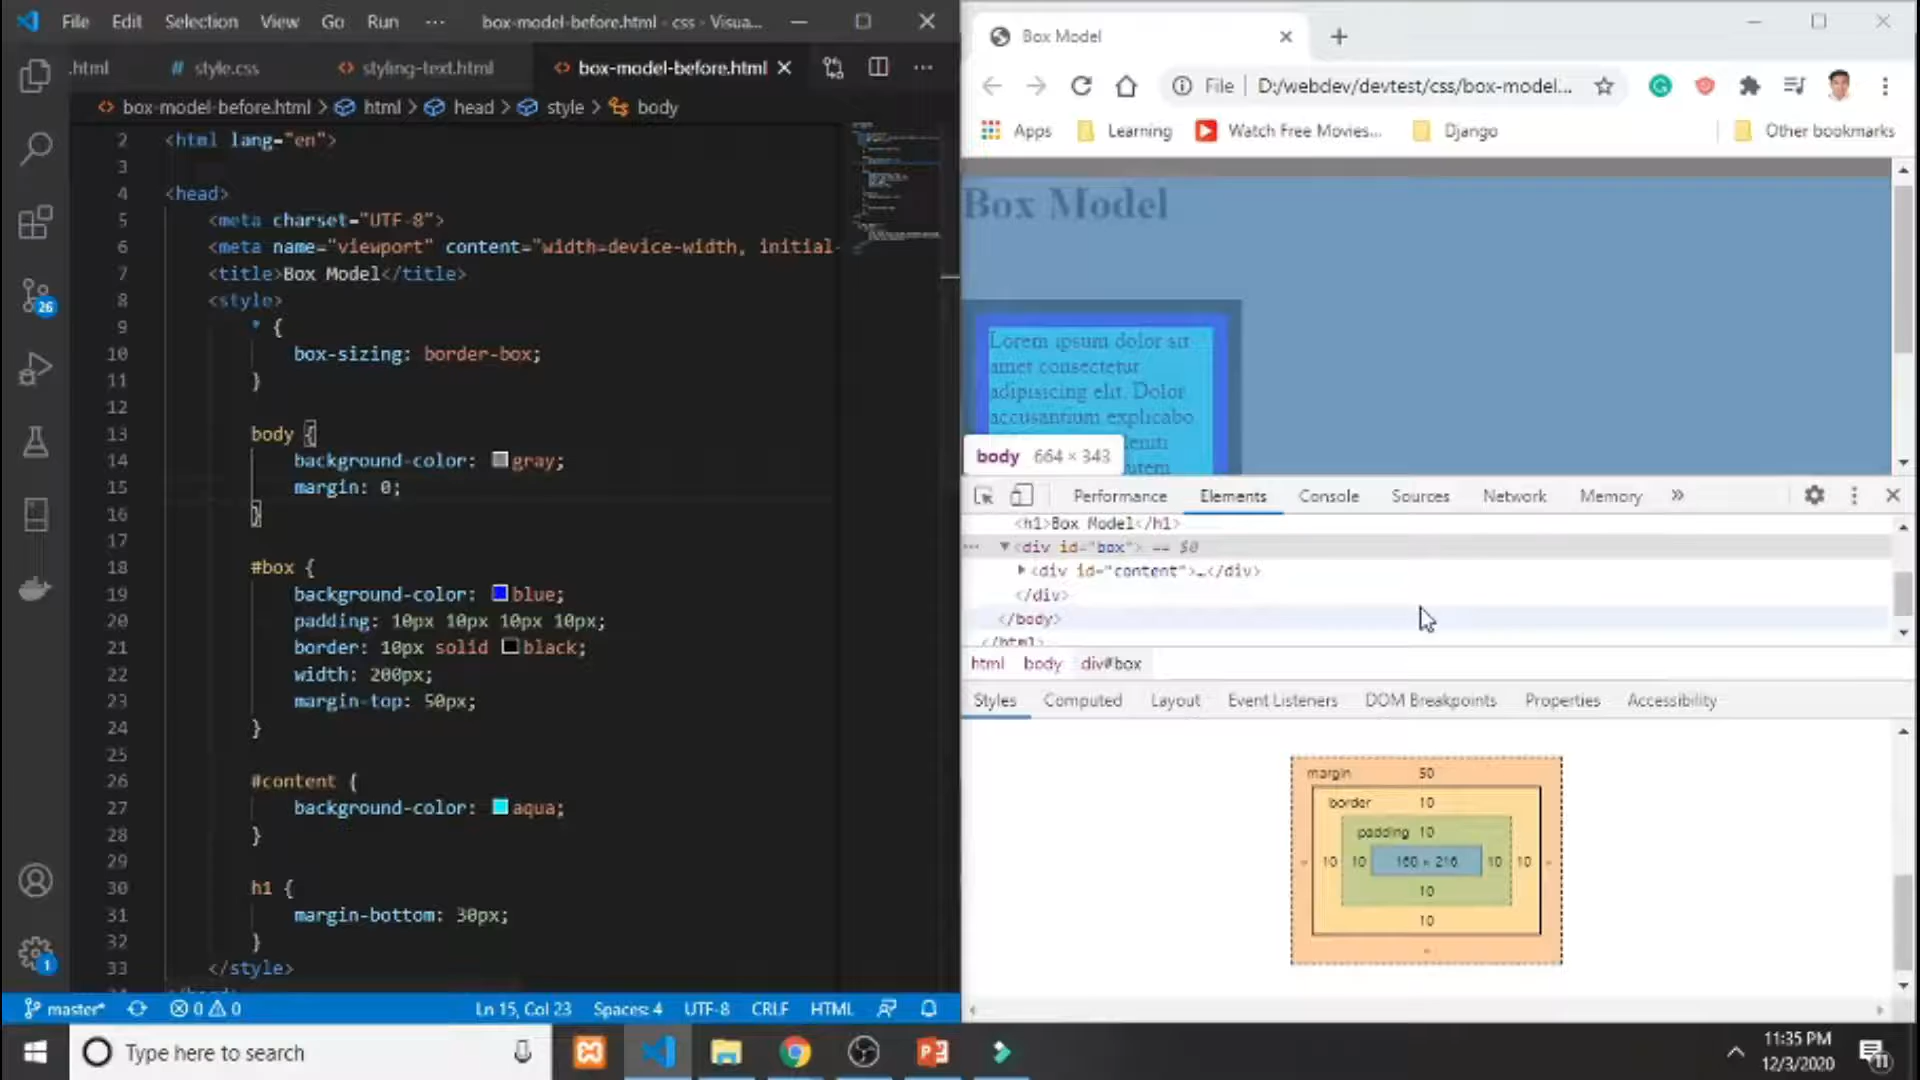 File Edit Selection View Go Run ··· box-model-before.html - css - Visua...
.html # style.css <> styling-text.html <> box-model-before.html
<> box-model-before.html > html > head > style > body
2 <html lang="en">
3
4 <head>
5 <meta charset="UTF-8">
6 <meta name="viewport" content="width=device-width, initial-
7 <title>Box Model</title>
8 <style>
9 * {
10 box-sizing: border-box;
11 }
12
13 body {
14 background-color: gray;
15 margin: 0;
16 }
17
18 #box {
19 background-color: blue;
20 padding: 10px 10px 10px 10px;
21 border: 10px solid black;
22 width: 200px;
23 margin-top: 50px;
24 }
25
26 #content {
27 background-color: aqua;
28 }
29
30 h1 {
31 margin-bottom: 30px;
32 }
33 </style>
26
1
master* 0 0 Ln 15, Col 23 Spaces: 4 UTF-8 CRLF HTML
Box Model
File | D:/webdev/devtest/css/box-model...
Apps Learning Watch Free Movies... Django Other bookmarks
Box Model
Lorem ipsum dolor sit
amet consectetur
adipisicing elit. Dolor
accusantium explicabo
body 664 × 343
Performance Elements Console Sources Network Memory »
<h1>Box Model</h1>
··· ▼<div id="box"> == $0
▶<div id="content">…</div>
</div>
</body>
</html>
html body div#box
Styles Computed Layout Event Listeners DOM Breakpoints Properties Accessibility
margin 50
border 10
padding 10
- 10 10 160 × 216 10 10 -
10
10
-
Type here to search
11:35 PM
12/3/2020
11